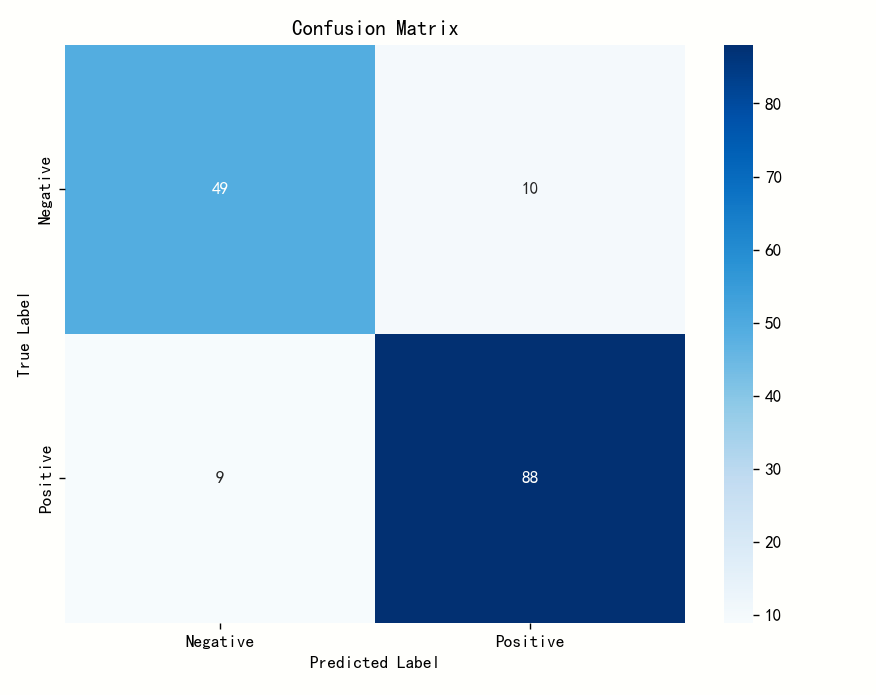 Confusion Matrix
True Label
Negative
Positive
49
10
9
88
Negative
Positive
Predicted Label
80
70
60
50
40
30
20
10